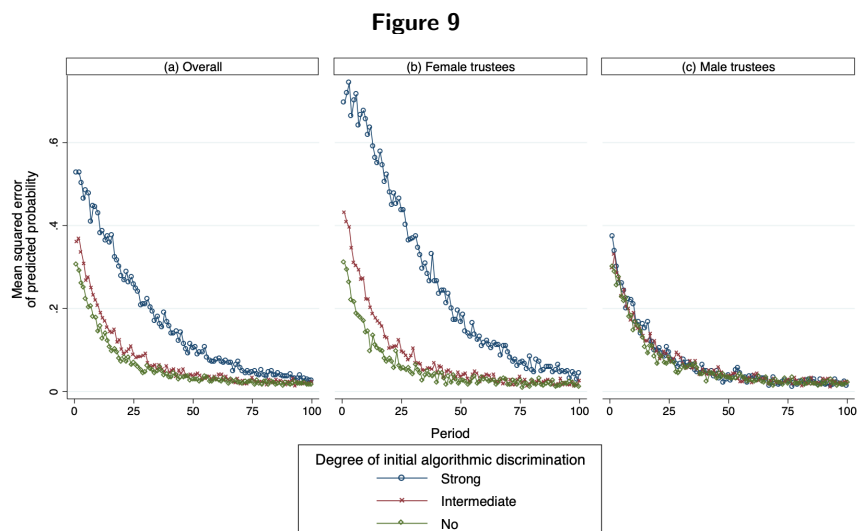 Figure 9
(a) Overall
(b) Female trustees
(c) Male trustees
Mean squared error
of predicted probability
.6
.4
.2
0
0 25 50 75 100
0 25 50 75 100
0 25 50 75 100
Period
Degree of initial algorithmic discrimination
Strong
Intermediate
No